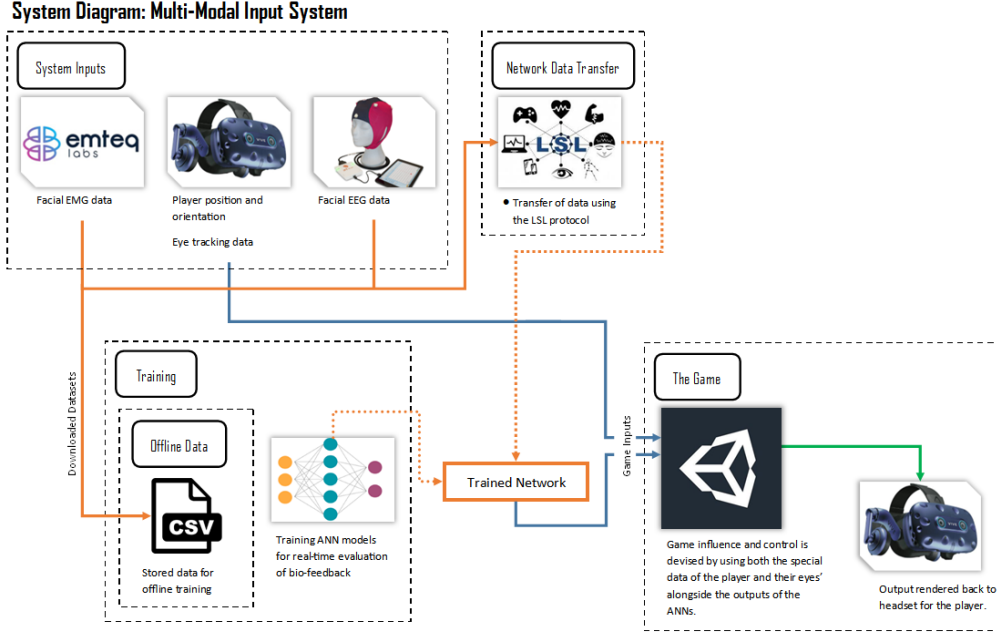 System Diagram: Multi-Modal Input System
System Inputs
emteq
labs
Facial EMG data
Player position and
orientation
Eye tracking data
Facial EEG data
Network Data Transfer
LSL
• Transfer of data using
the LSL protocol
Downloaded Datasets
Training
Offline Data
CSV
Stored data for
offline training
Training ANN models
for real-time evaluation
of bio-feedback
Trained Network
Game Inputs
The Game
Game influence and control is
devised by using both the special
data of the player and their eyes'
alongside the outputs of the
ANNs.
Output rendered back to
headset for the player.